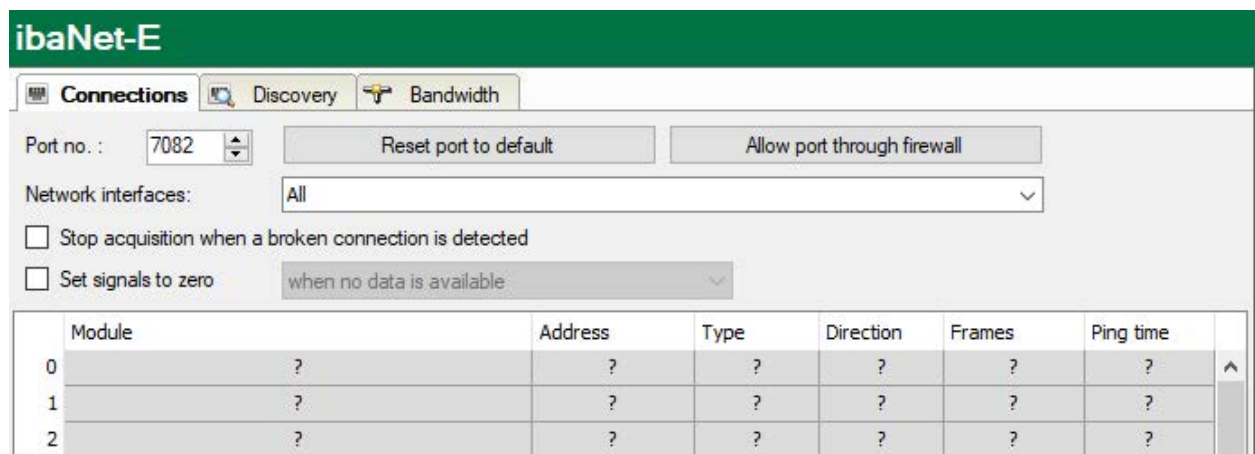 ibaNet-E
Connections Discovery Bandwidth
Port no. : 7082 Reset port to default Allow port through firewall
Network interfaces: All
Stop acquisition when a broken connection is detected
Set signals to zero when no data is available
Module Address Type Direction Frames Ping time
0 ? ? ? ? ? ?
1 ? ? ? ? ? ?
2 ? ? ? ? ? ?